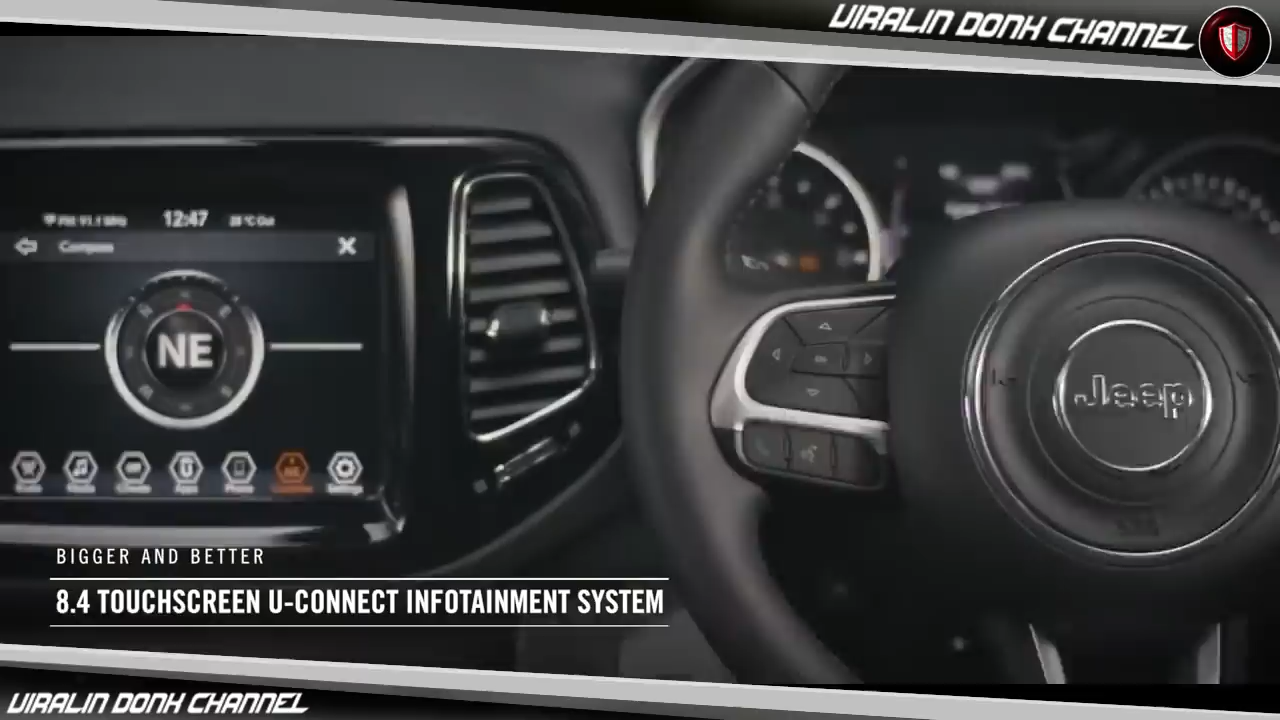 VIRALIN DONK CHANNEL
12:47
Compass
NE
Jeep
BIGGER AND BETTER
8.4 TOUCHSCREEN U-CONNECT INFOTAINMENT SYSTEM
VIRALIN DONK CHANNEL